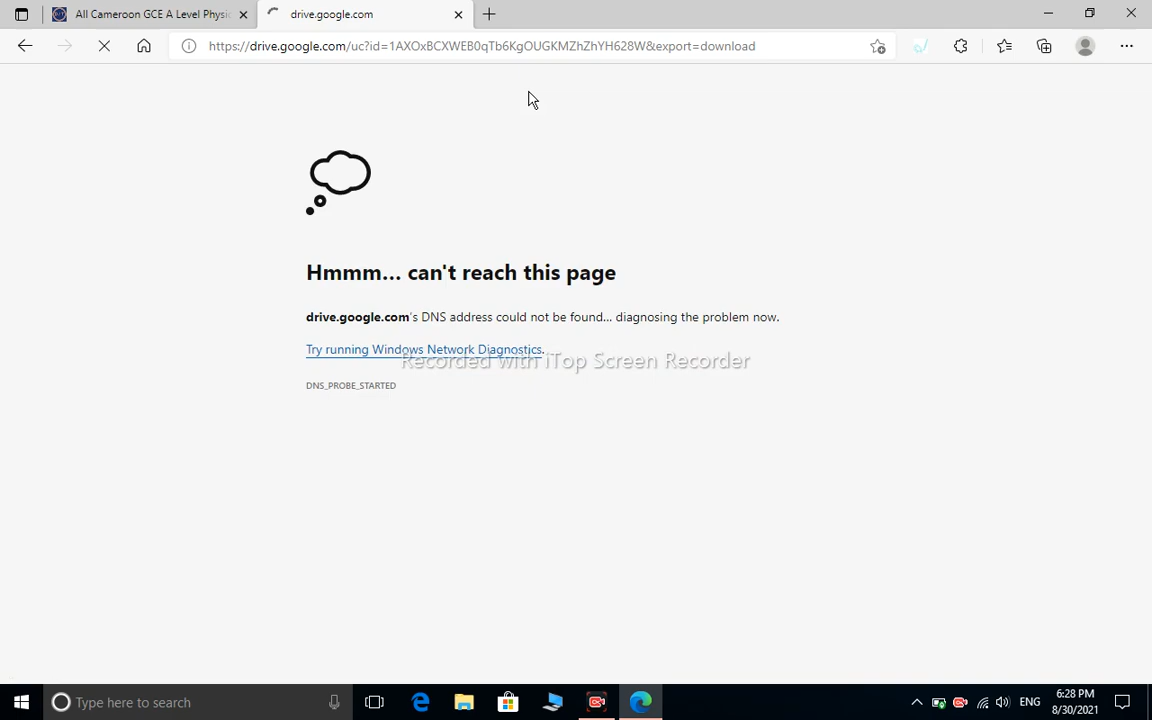 All Cameroon GCE A Level Physic
drive.google.com
https://drive.google.com/uc?id=1AXOxBCXWEB0qTb6KgOUGKMZhZhYH628W&export=download
Hmmm... can't reach this page
drive.google.com's DNS address could not be found... diagnosing the problem now.
Try running Windows Network Diagnostics.
Recorded with iTop Screen Recorder
DNS_PROBE_STARTED
Type here to search
ENG
6:28 PM
8/30/2021